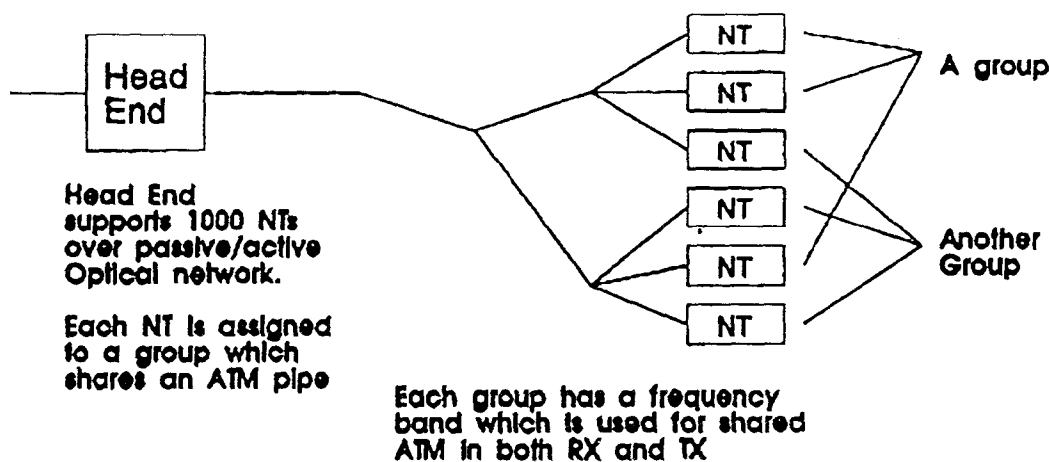 Head
End
NT
NT
NT
NT
NT
NT
A group
Another
Group
Head End
supports 1000 NTs
over passive/active
Optical network.
Each NT is assigned
to a group which
shares an ATM pipe
Each group has a frequency
band which is used for shared
ATM in both RX and TX